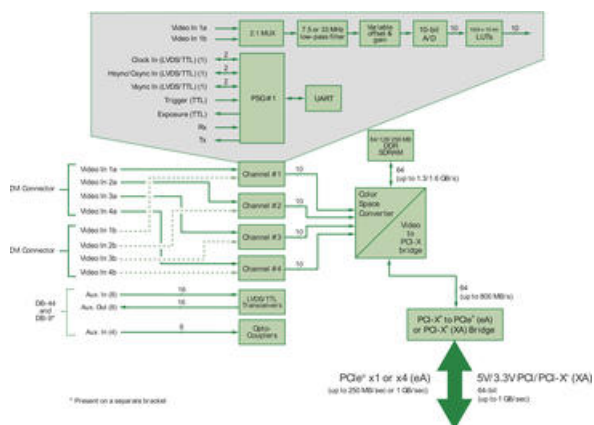 Video In 1a
Video In 1b
2:1 MUX
7.5 or 33 MHz
low-pass filter
Variable
offset &
gain
10-bit
A/D
LUTs
10
10
Clock In (LVDS/TTL) (1)
2
Hsync/Csync In (LVDS/TTL) (1)
2
Vsync In (LVDS/TTL) (1)
2
Trigger (TTL)
Exposure (TTL)
Rx
Tx
PSG#1
UART
64/128/256 MB
DDR
SDRAM
64
(up to 1.3/1.6 GB/s)
DVI Connector
Video In 1a
Video In 2a
Video In 3a
Video In 4a
DVI Connector
Video In 1b
Video In 2b
Video In 3b
Video In 4b
Channel #1
10
Channel #2
10
Channel #3
10
Channel #4
10
Color
Space
Converter
Video
to
PCI-X
bridge
64
(up to 800 MB/s)
DB-44
and
DB-9*
Aux. In (8)
16
Aux. Out (8)
16
LVDS/TTL
Transceivers
Aux. In (4)
8
Opto-
Couplers
PCI-X® to PCIe® (eA)
or PCI-X® (XA) Bridge
PCIe® x1 or x4 (eA)
(up to 250 MB/sec or 1 GB/sec)
5V/3.3V PCI/PCI-X® (XA)
64-bit
(up to 1 GB/sec)
* Present on a separate bracket